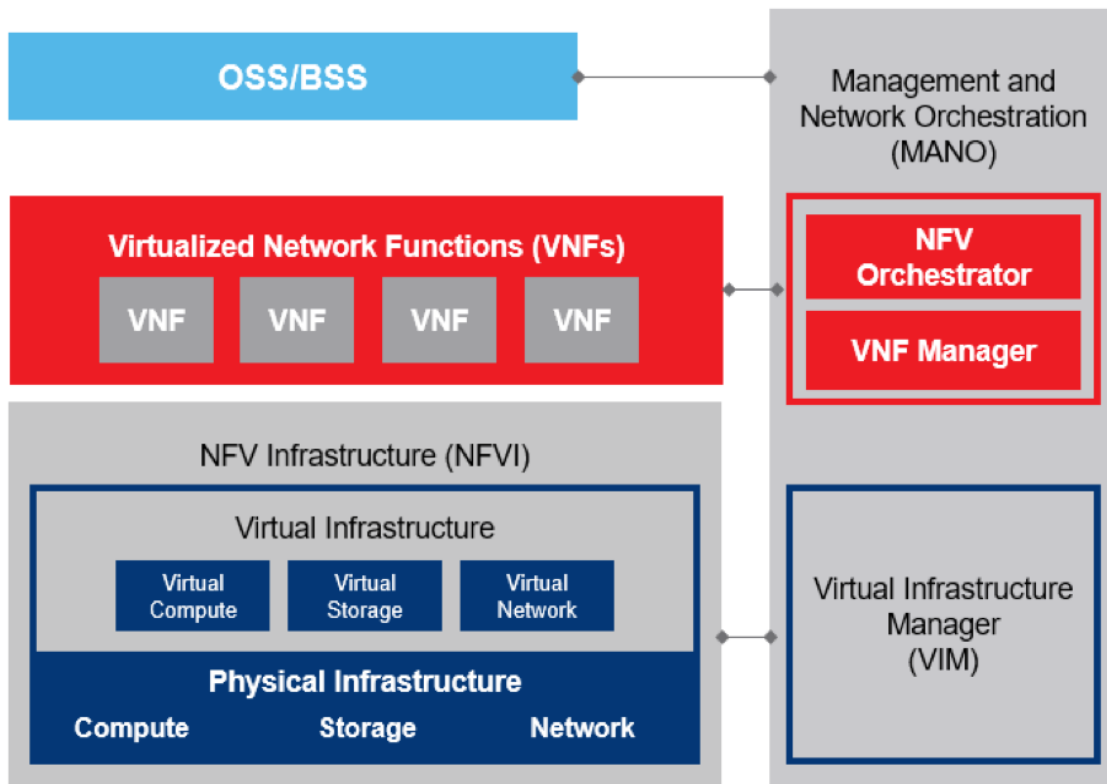 OSS/BSS
Management and
Network Orchestration
(MANO)
Virtualized Network Functions (VNFs)
VNF VNF VNF VNF
NFV
Orchestrator
VNF Manager
NFV Infrastructure (NFVI)
Virtual Infrastructure
Virtual
Compute
Virtual
Storage
Virtual
Network
Physical Infrastructure
Compute Storage Network
Virtual Infrastructure
Manager
(VIM)